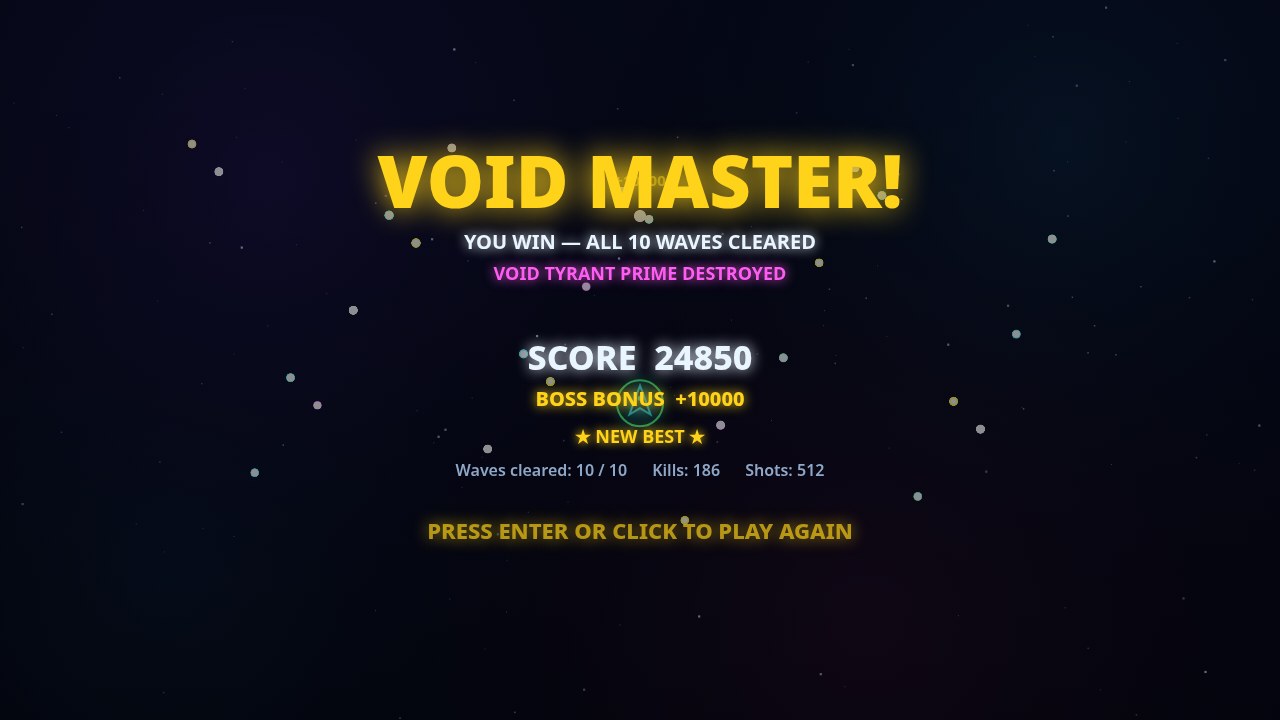 VOID MASTER!
YOU WIN — ALL 10 WAVES CLEARED
VOID TYRANT PRIME DESTROYED
SCORE 24850
BOSS BONUS +10000
★ NEW BEST ★
Waves cleared: 10 / 10 Kills: 186 Shots: 512
PRESS ENTER OR CLICK TO PLAY AGAIN